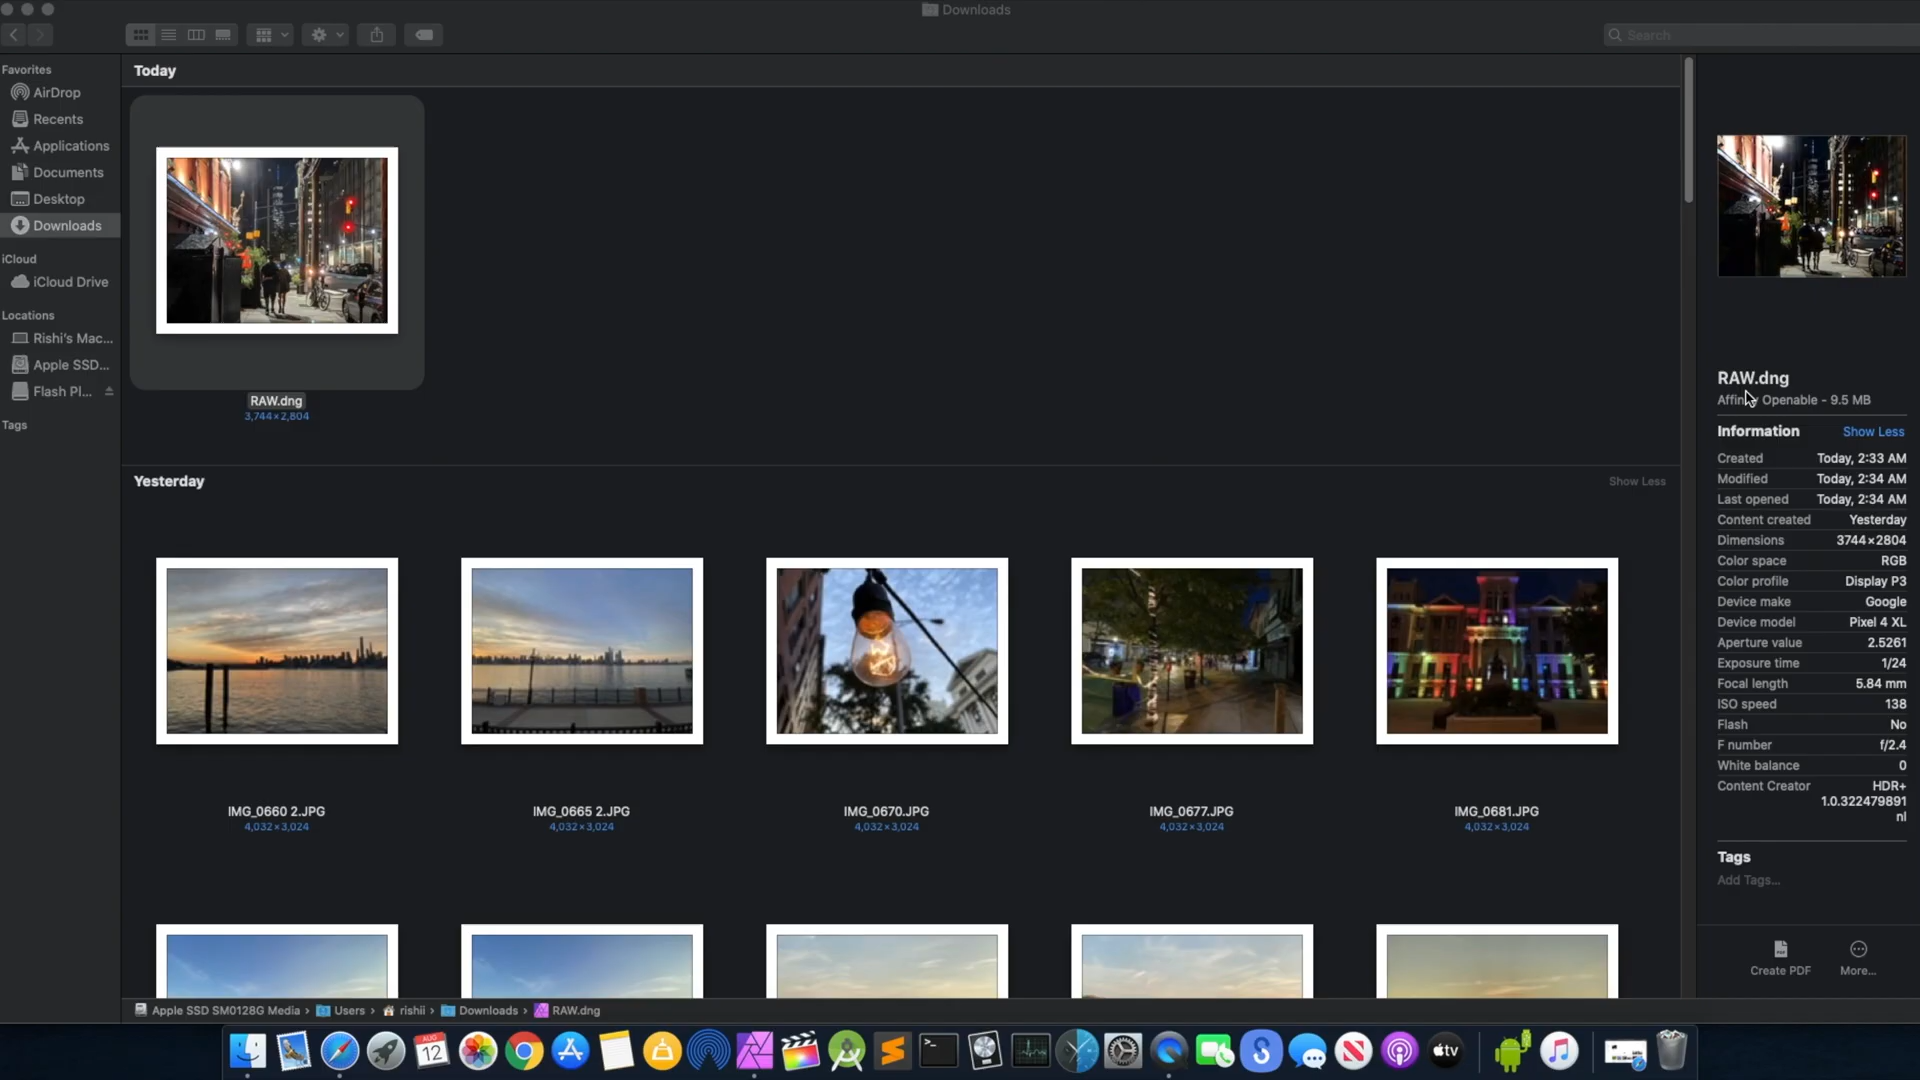 Downloads
Search
Favorites
AirDrop
Recents
Applications
Documents
Desktop
Downloads
iCloud
iCloud Drive
Locations
Rishi's Mac...
Apple SSD...
Flash Pl...
Tags
Today
RAW.dng
3,744×2,804
Yesterday
Show Less
IMG_0660 2.JPG
4,032×3,024
IMG_0665 2.JPG
4,032×3,024
IMG_0670.JPG
4,032×3,024
IMG_0677.JPG
4,032×3,024
IMG_0681.JPG
4,032×3,024
RAW.dng
Openable - 9.5 MB
Information Show Less
Created Today, 2:33 AM
Modified Today, 2:34 AM
Last opened Today, 2:34 AM
Content created Yesterday
Dimensions 3744×2804
Color space RGB
Color profile Display P3
Device make Google
Device model Pixel 4 XL
Aperture value 2.5261
Exposure time 1/24
Focal length 5.84 mm
ISO speed 138
Flash No
F number f/2.4
White balance 0
Content Creator HDR+
1.0.322479891
nl
Tags
Add Tags...
Create PDF
More...
Apple SSD SM0128G Media › Users › rishii › Downloads › RAW.dng
AUG
12
tv